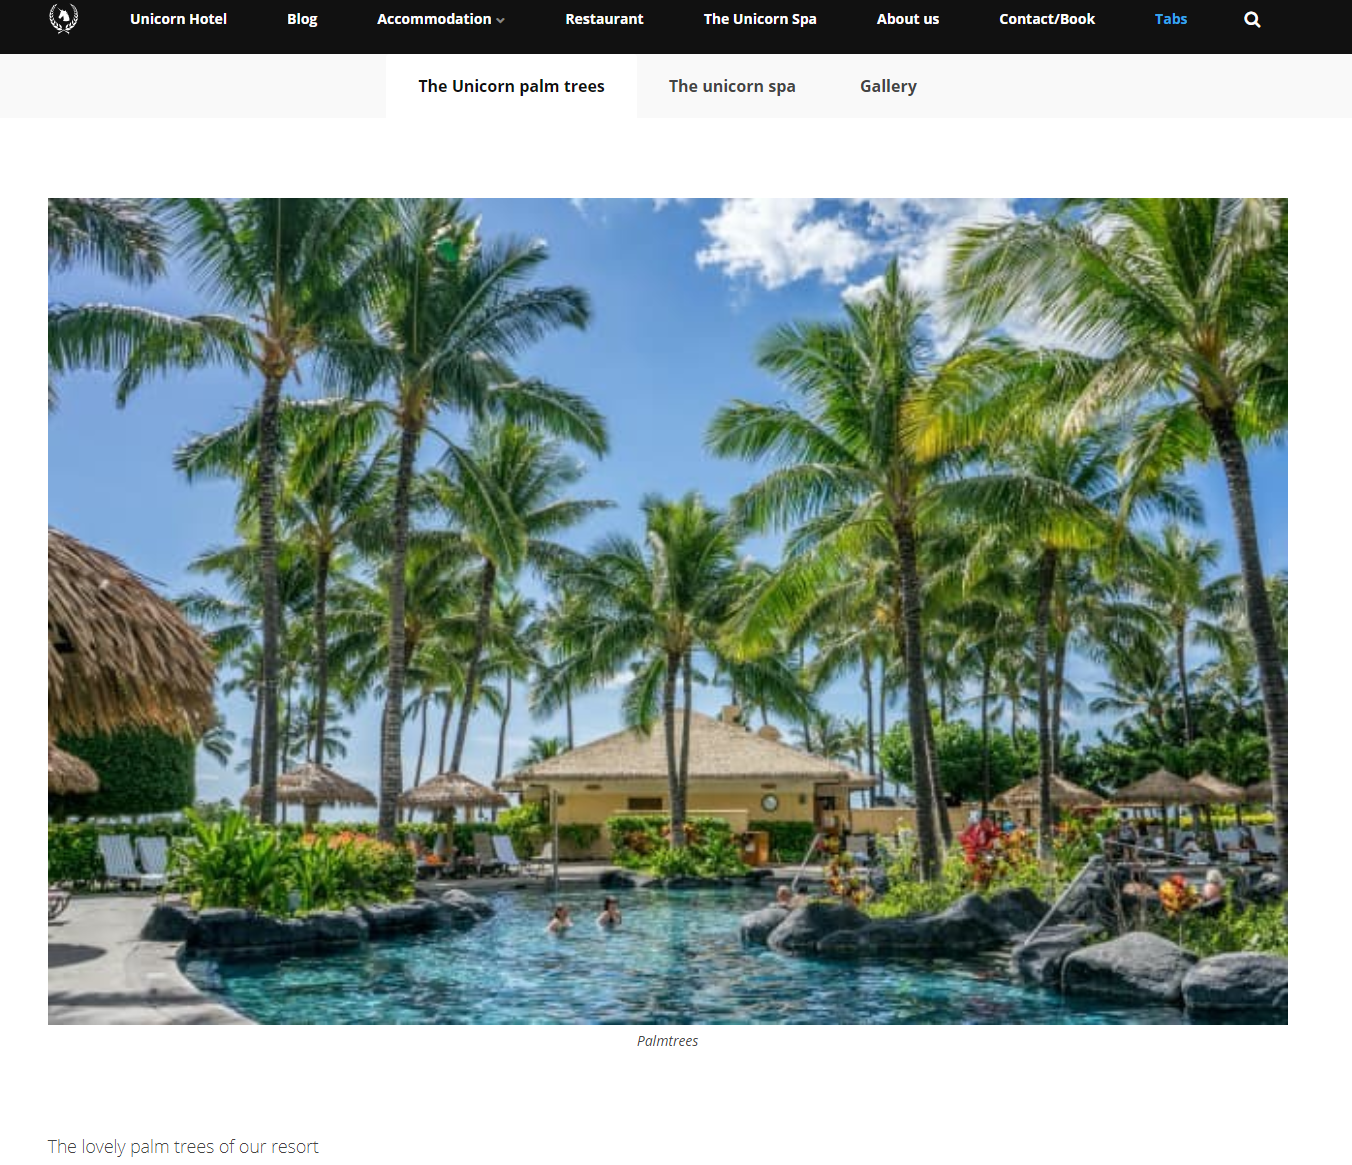 Unicorn Hotel Blog Accommodation Restaurant The Unicorn Spa About us Contact/Book Tabs
The Unicorn palm trees The unicorn spa Gallery
Palmtrees
The lovely palm trees of our resort